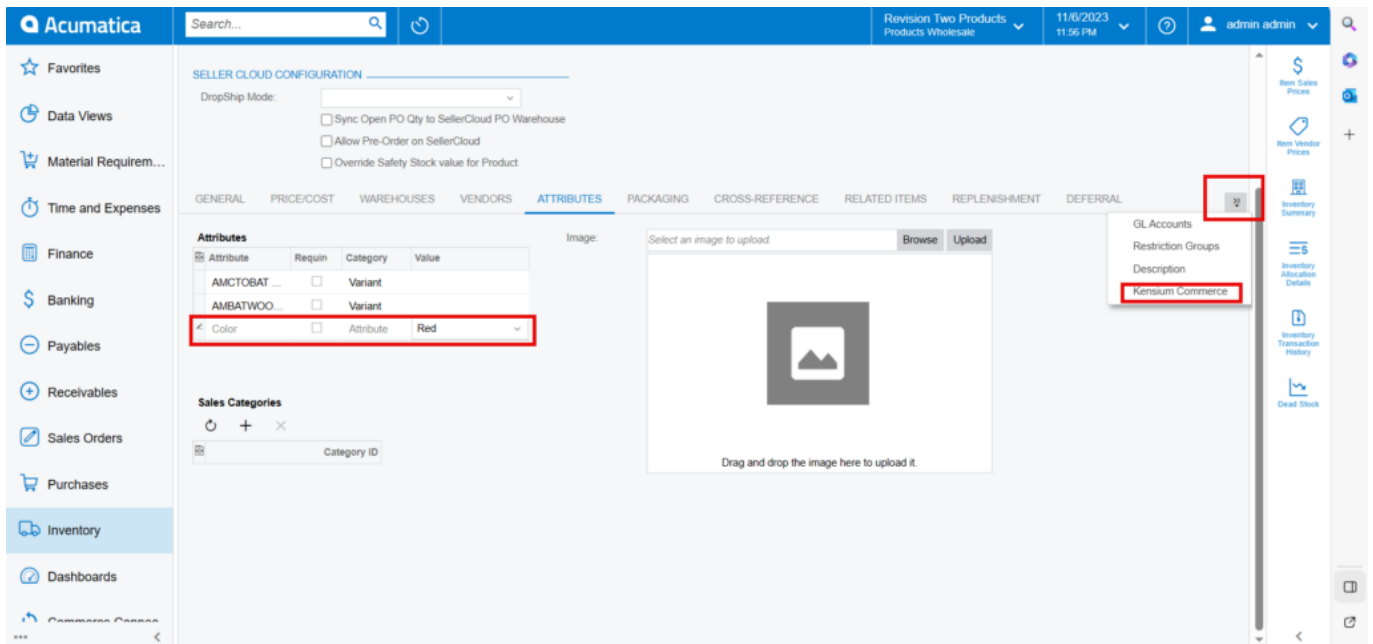 Acumatica
Search...
Revision Two Products
Products Wholesale
11/6/2023
11:56 PM
admin admin
Favorites
Data Views
Material Requirem...
Time and Expenses
Finance
Banking
Payables
Receivables
Sales Orders
Purchases
Inventory
Dashboards
SELLER CLOUD CONFIGURATION
DropShip Mode:
Sync Open PO Qty to SellerCloud PO Warehouse
Allow Pre-Order on SellerCloud
Override Safety Stock value for Product
GENERAL PRICE/COST WAREHOUSES VENDORS ATTRIBUTES PACKAGING CROSS-REFERENCE RELATED ITEMS REPLENISHMENT DEFERRAL
GL Accounts
Restriction Groups
Description
Kensium Commerce
Attributes
Attribute Requin Category Value
AMCTOBAT ... Variant
AMBATWOO... Variant
Color Attribute Red
Image:
Select an image to upload.
Browse Upload
Drag and drop the image here to upload it.
Sales Categories
Category ID
Item Sales
Prices
Item Vendor
Prices
Inventory
Summary
Inventory
Allocation
Details
Inventory
Transaction
History
Dead Stock